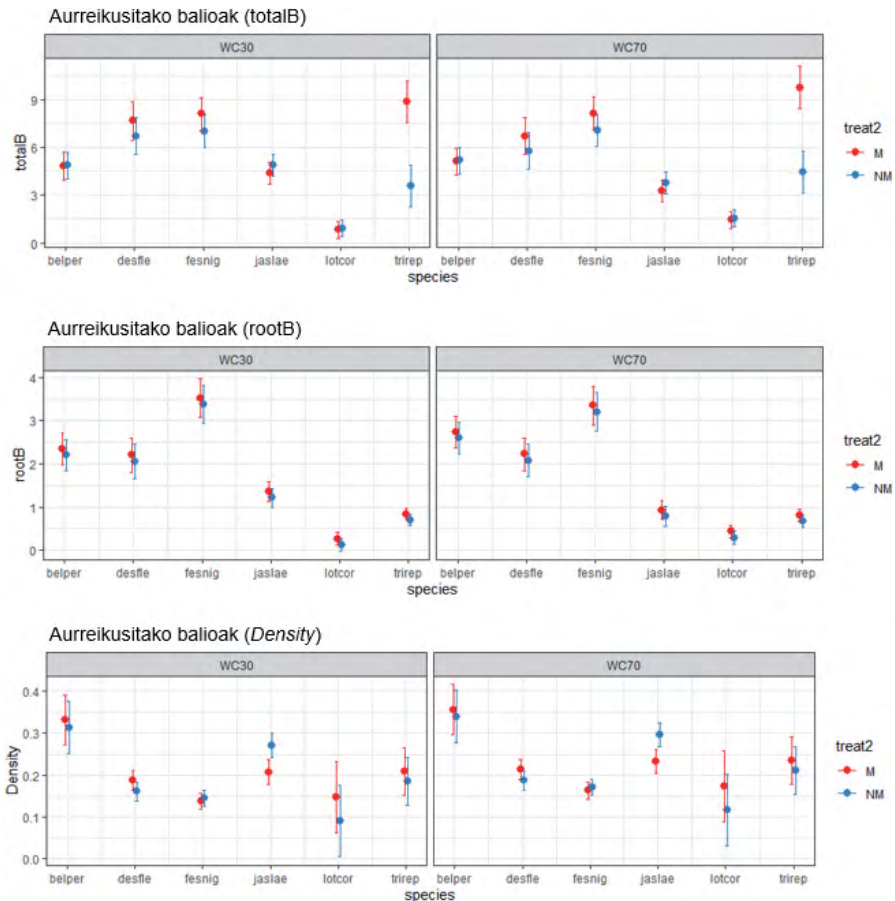 Aurreikusitako balioak (totalB)
WC30 WC70
9
6
3
0
totalB
belper desfle fesnig jaslae lotcor trirep belper desfle fesnig jaslae lotcor trirep
species
treat2
M
NM
Aurreikusitako balioak (rootB)
WC30 WC70
4
3
2
1
0
rootB
belper desfle fesnig jaslae lotcor trirep belper desfle fesnig jaslae lotcor trirep
species
treat2
M
NM
Aurreikusitako balioak (Density)
WC30 WC70
0.4
0.3
0.2
0.1
0.0
Density
belper desfle fesnig jaslae lotcor trirep belper desfle fesnig jaslae lotcor trirep
species
treat2
M
NM